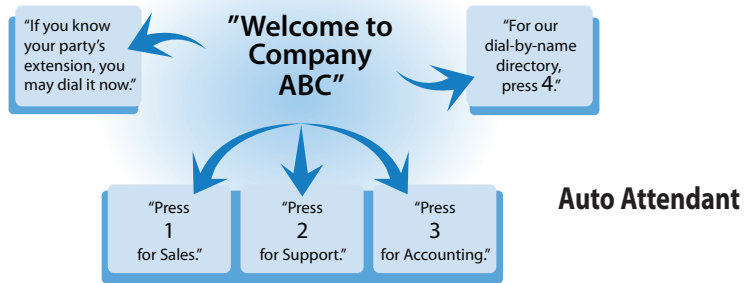 “If you know
your party’s
extension, you
may dial it now.”
”Welcome to
Company
ABC”
“For our
dial-by-name
directory,
press 4.”
“Press
1
for Sales.”
“Press
2
for Support.”
“Press
3
for Accounting.”
Auto Attendant